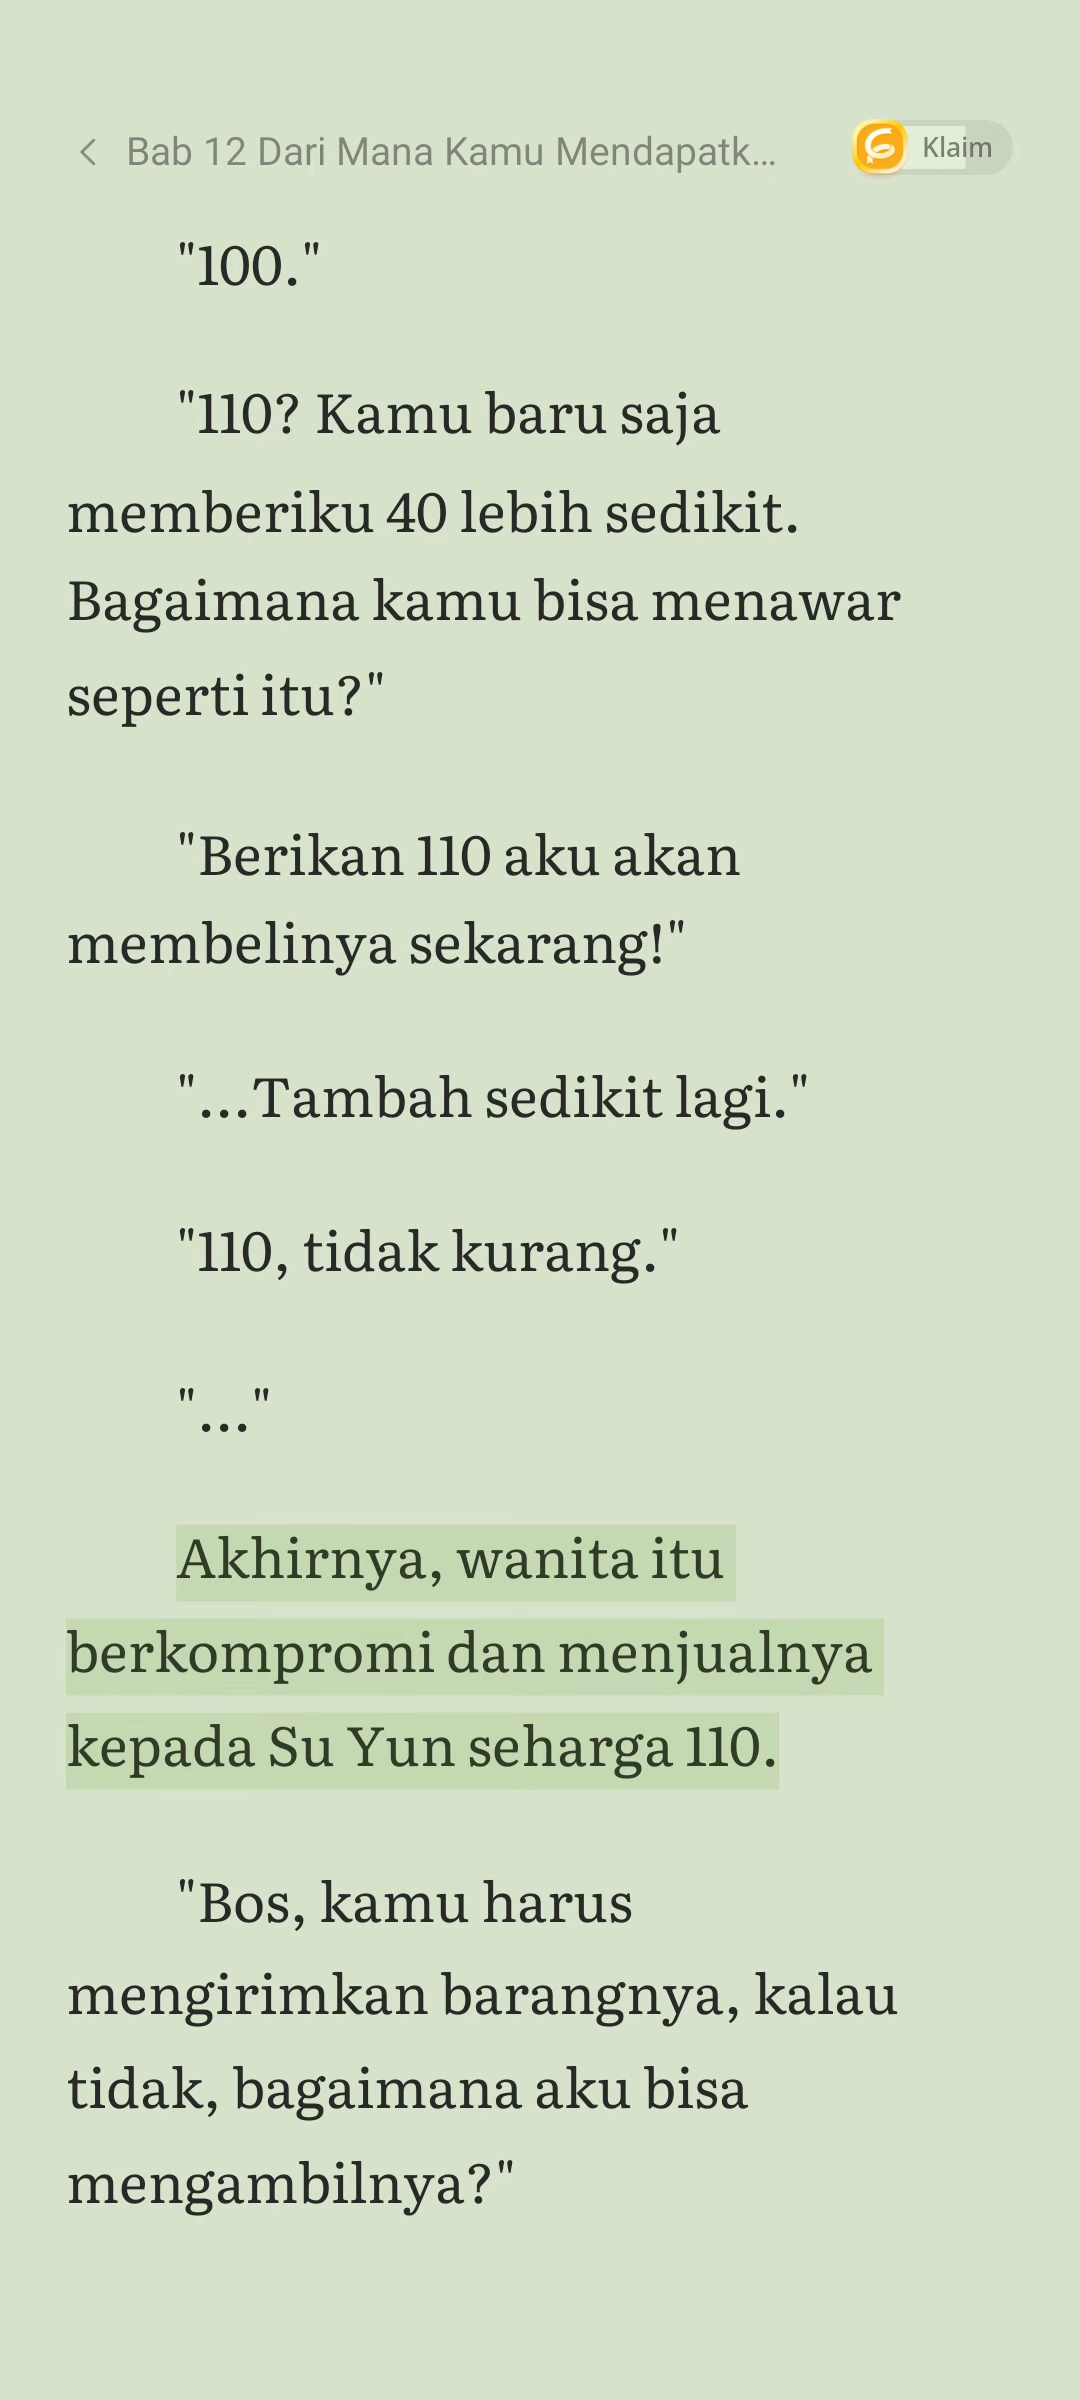 Bab 12 Dari Mana Kamu Mendapatk...
Klaim
"100."
"110? Kamu baru saja
memberiku 40 lebih sedikit.
Bagaimana kamu bisa menawar
seperti itu?"
"Berikan 110 aku akan
membelinya sekarang!"
"...Tambah sedikit lagi."
"110, tidak kurang."
"..."
Akhirnya, wanita itu
berkompromi dan menjualnya
kepada Su Yun seharga 110.
"Bos, kamu harus
mengirimkan barangnya, kalau
tidak, bagaimana aku bisa
mengambilnya?"